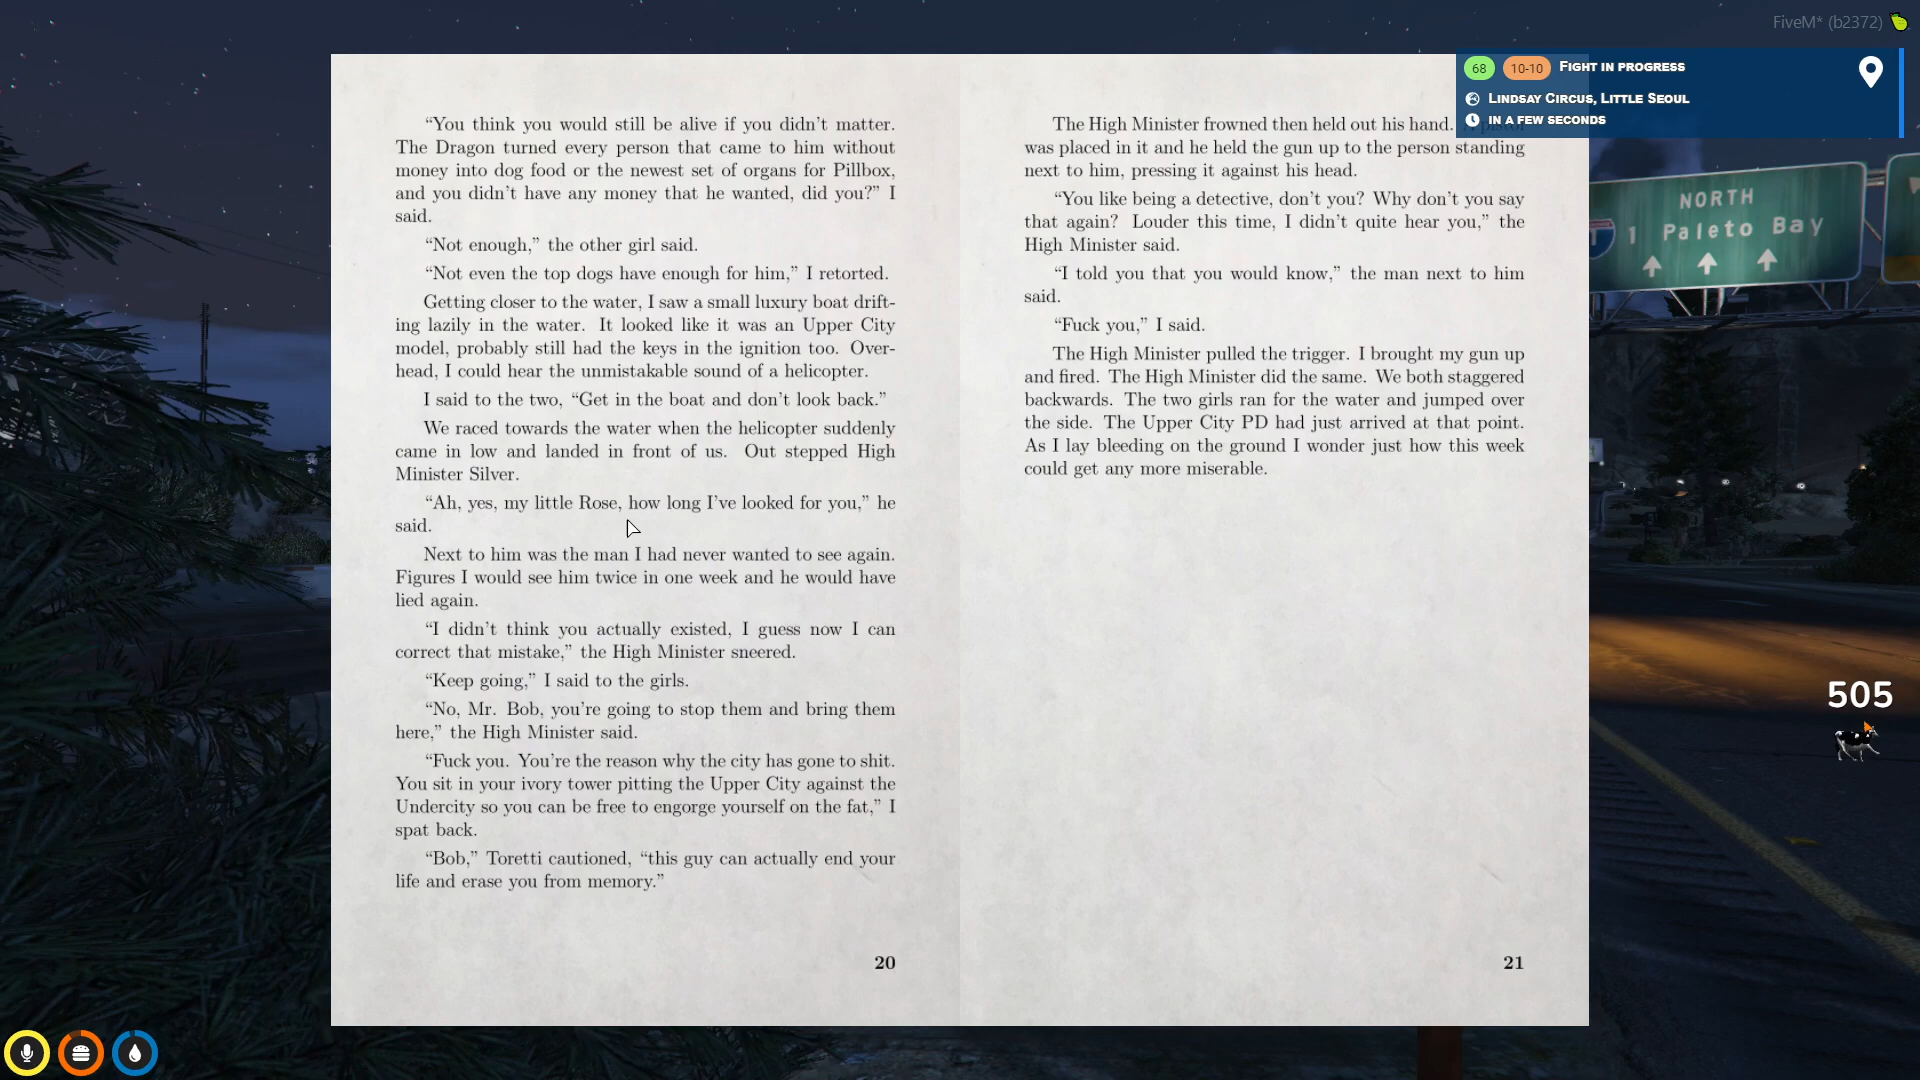 FiveM* (b2372)
68 10-10 Fight in progress
Lindsay Circus, Little Seoul
in a few seconds
NORTH
1 Paleto Bay
“You think you would still be alive if you didn’t matter.
The Dragon turned every person that came to him without
money into dog food or the newest set of organs for Pillbox,
and you didn’t have any money that he wanted, did you?” I
said.
“Not enough,” the other girl said.
“Not even the top dogs have enough for him,” I retorted.
Getting closer to the water, I saw a small luxury boat drift-
ing lazily in the water. It looked like it was an Upper City
model, probably still had the keys in the ignition too. Over-
head, I could hear the unmistakable sound of a helicopter.
I said to the two, “Get in the boat and don’t look back.”
We raced towards the water when the helicopter suddenly
came in low and landed in front of us. Out stepped High
Minister Silver.
“Ah, yes, my little Rose, how long I’ve looked for you,” he
said.
Next to him was the man I had never wanted to see again.
Figures I would see him twice in one week and he would have
lied again.
“I didn’t think you actually existed, I guess now I can
correct that mistake,” the High Minister sneered.
“Keep going,” I said to the girls.
“No, Mr. Bob, you’re going to stop them and bring them
here,” the High Minister said.
“Fuck you. You’re the reason why the city has gone to shit.
You sit in your ivory tower pitting the Upper City against the
Undercity so you can be free to engorge yourself on the fat,” I
spat back.
“Bob,” Toretti cautioned, “this guy can actually end your
life and erase you from memory.”
20
The High Minister frowned then held out his hand. A pistol
was placed in it and he held the gun up to the person standing
next to him, pressing it against his head.
“You like being a detective, don’t you? Why don’t you say
that again? Louder this time, I didn’t quite hear you,” the
High Minister said.
“I told you that you would know,” the man next to him
said.
“Fuck you,” I said.
The High Minister pulled the trigger. I brought my gun up
and fired. The High Minister did the same. We both staggered
backwards. The two girls ran for the water and jumped over
the side. The Upper City PD had just arrived at that point.
As I lay bleeding on the ground I wonder just how this week
could get any more miserable.
21
505